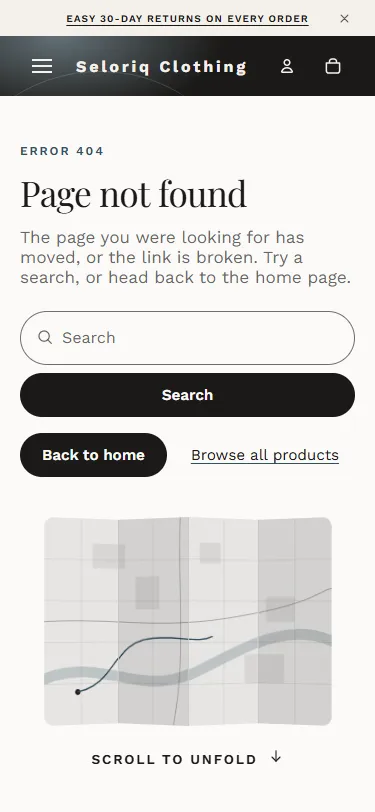 EASY 30-DAY RETURNS ON EVERY ORDER
Seloriq Clothing
ERROR 404
Page not found
The page you were looking for has
moved, or the link is broken. Try a
search, or head back to the home page.
Search
Search
Back to home
Browse all products
SCROLL TO UNFOLD